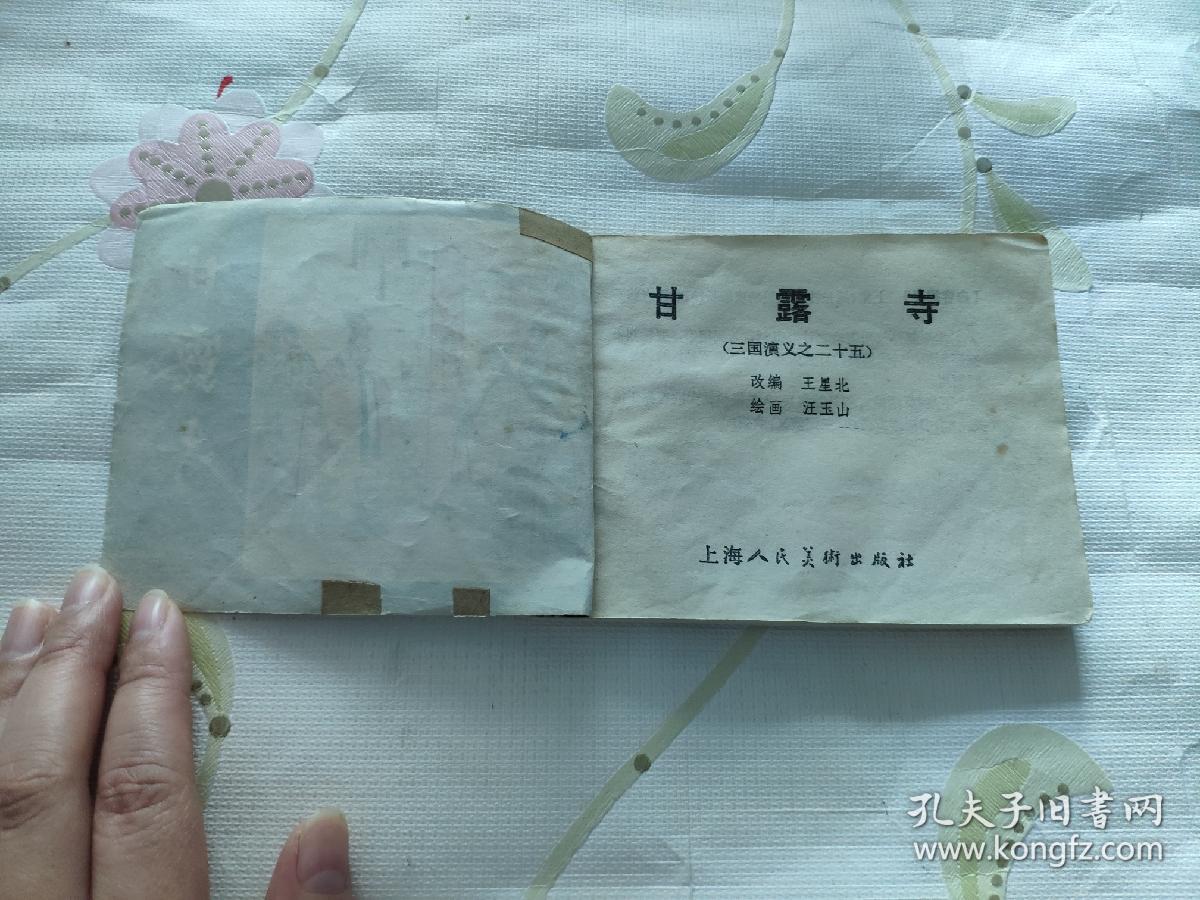 甘露寺
（三国演义之二十五）
改编 王星北
绘画 汪玉山
上海人民美術出版社
孔夫子旧書网
www.kongfz.com